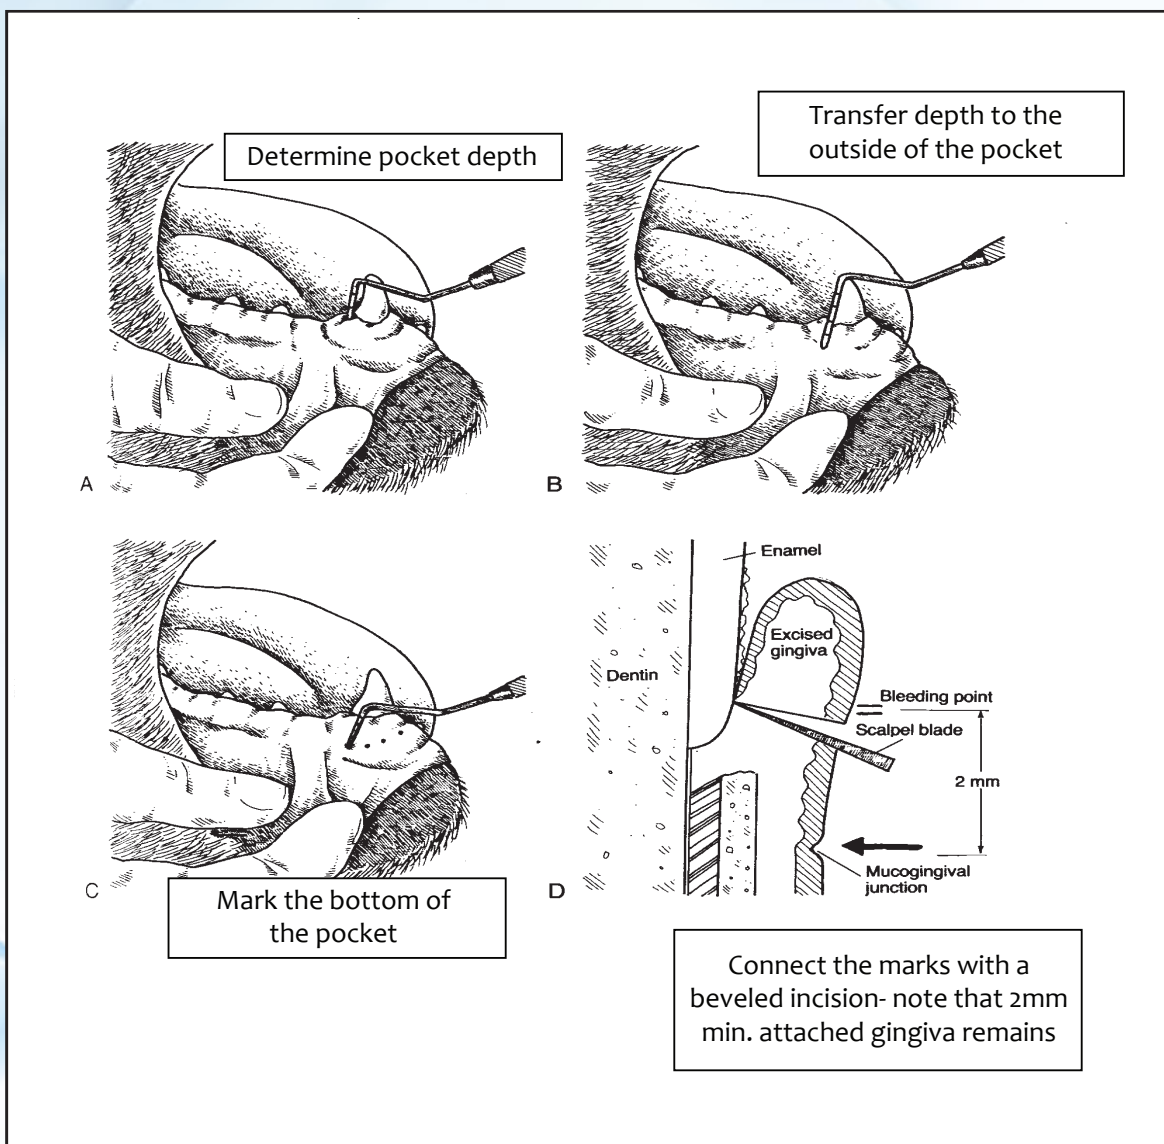 Determine pocket depth
Transfer depth to the
outside of the pocket
A
B
Mark the bottom of
the pocket
C
Enamel
Excised
gingiva
Dentin
Bleeding point
Scalpel blade
2 mm
Mucogingival
junction
D
Connect the marks with a
beveled incision- note that 2mm
min. attached gingiva remains